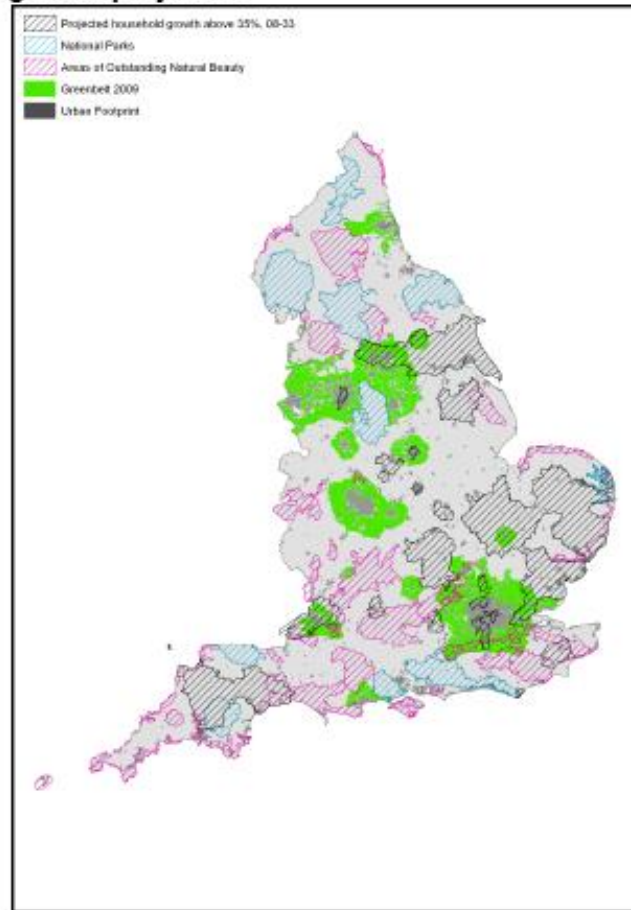 Projected household growth above 35%, 08-33
National Parks
Areas of Outstanding Natural Beauty
Greenbelt 2009
Urban Footprint